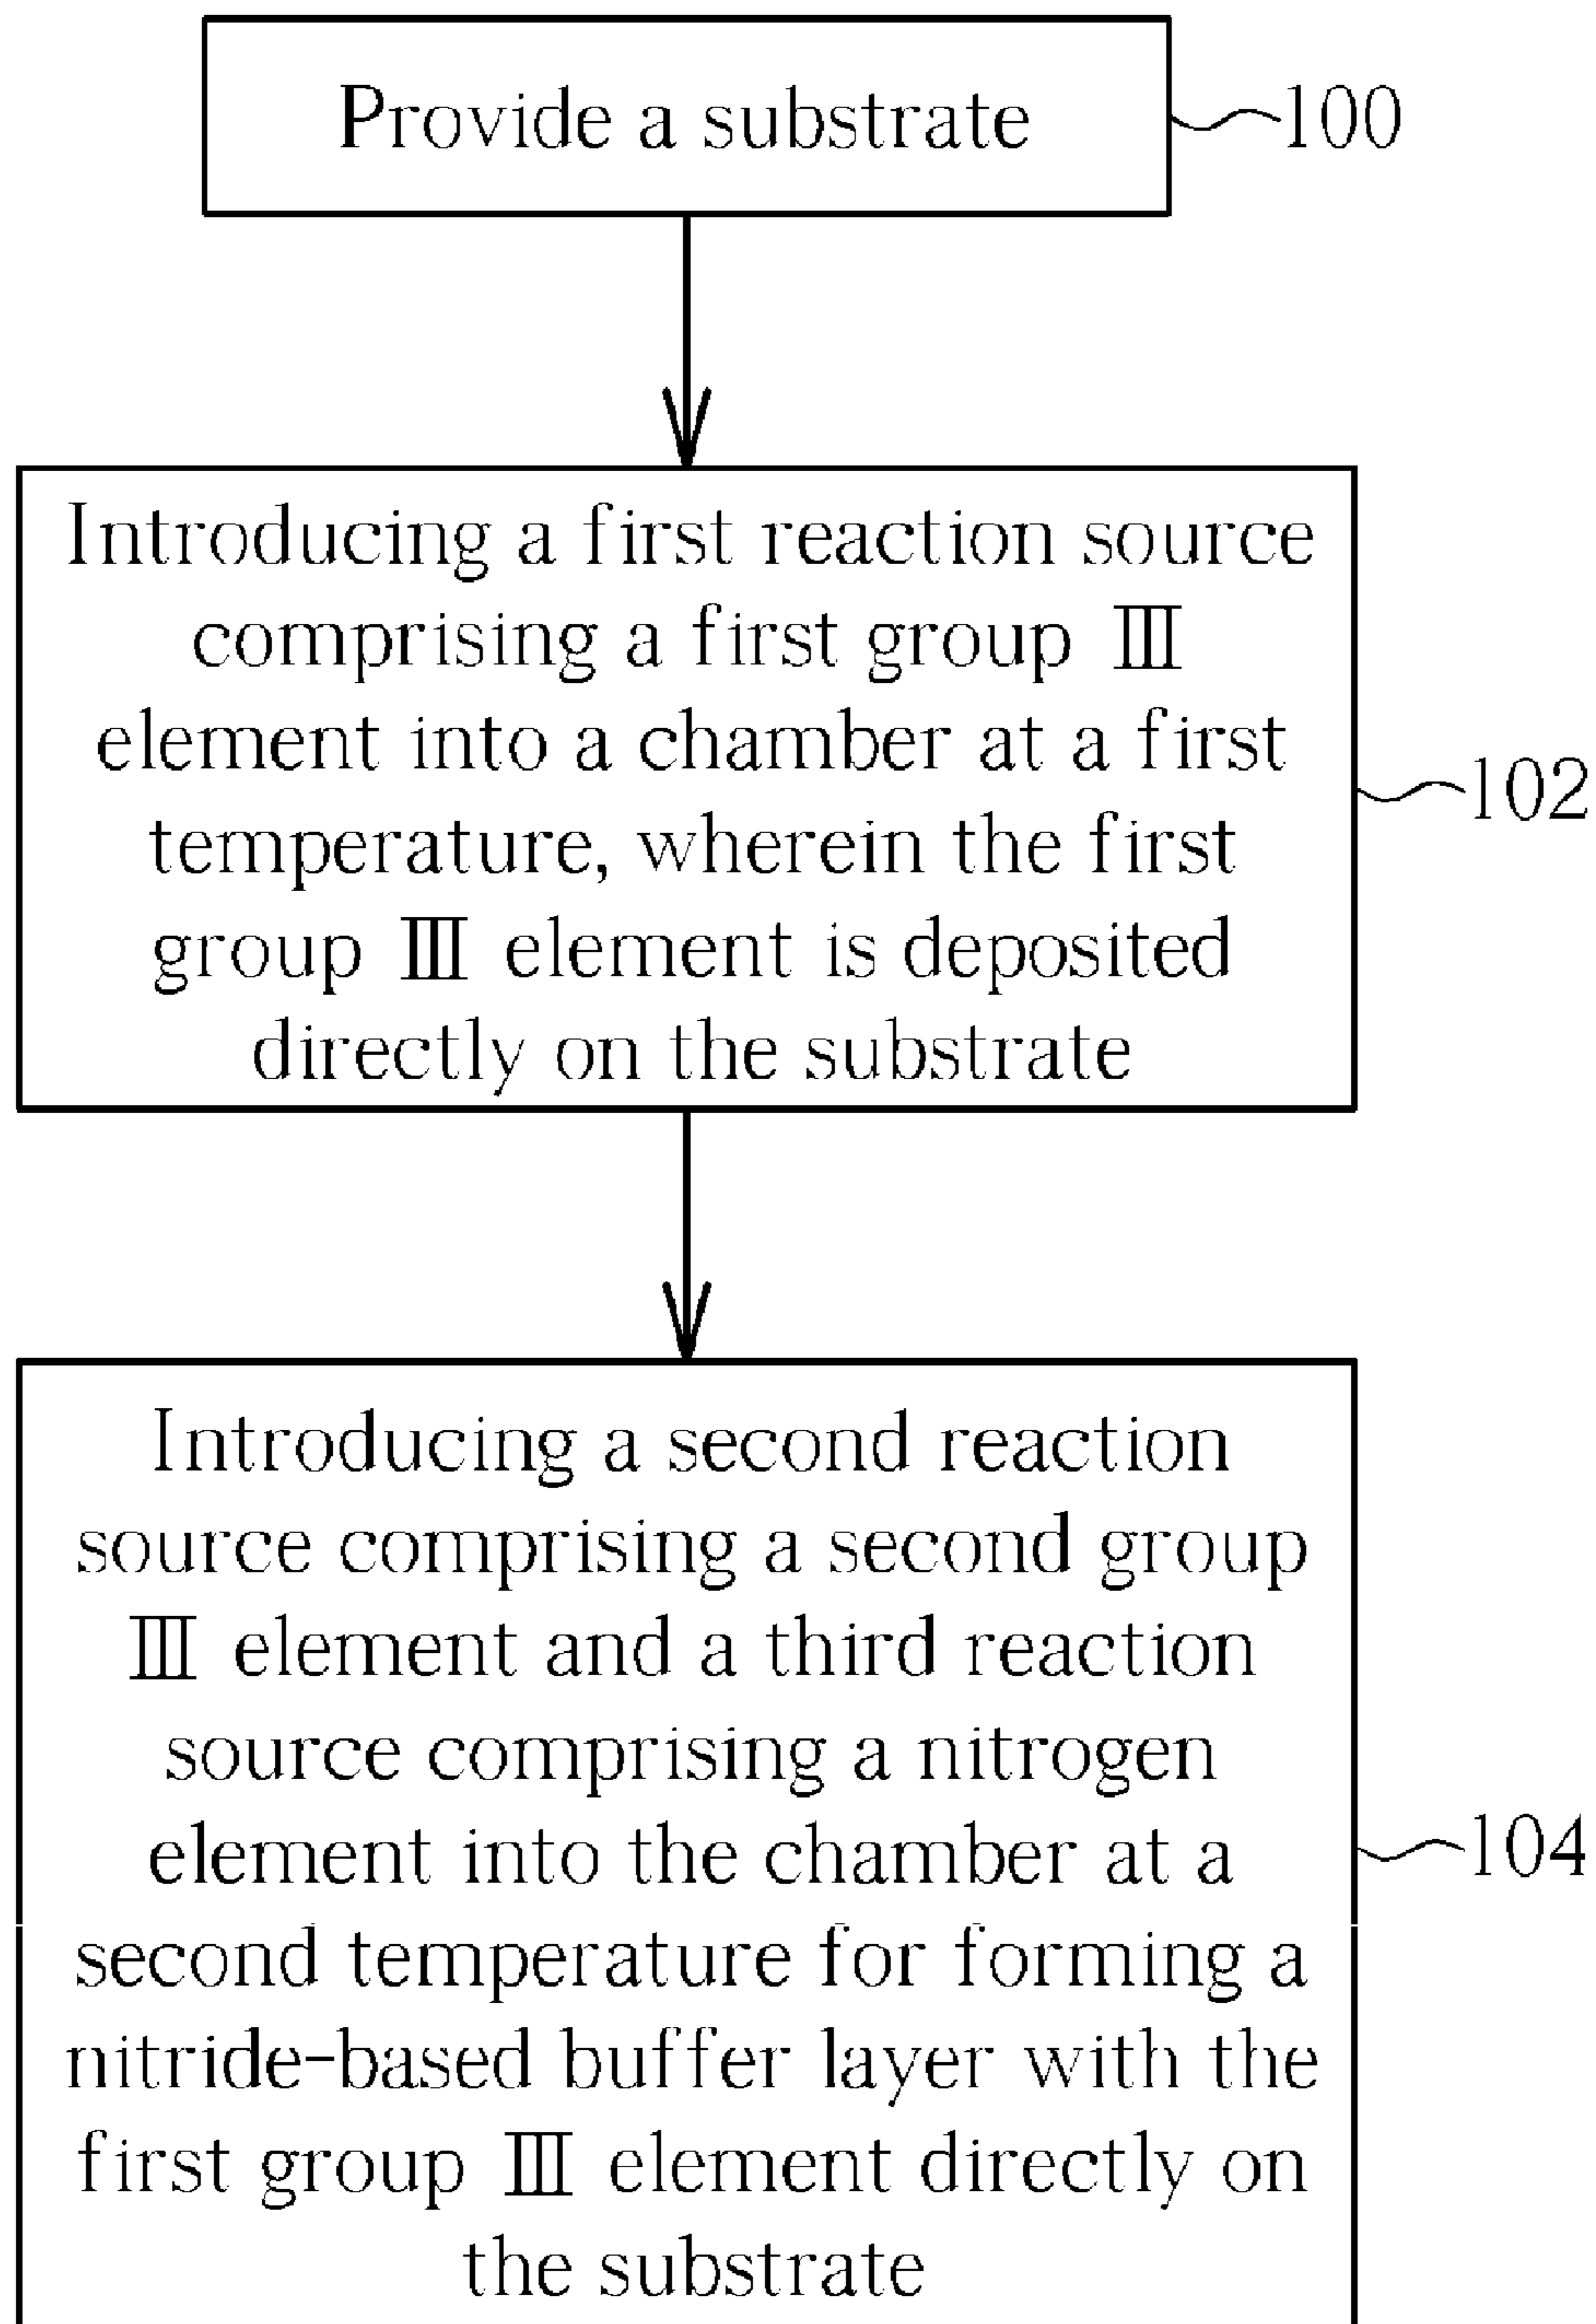 Provide a substrate
100
Introducing a first reaction source
comprising a first group III
element into a chamber at a first
temperature, wherein the first
group III element is deposited
directly on the substrate
102
Introducing a second reaction
source comprising a second group
III element and a third reaction
source comprising a nitrogen
element into the chamber at a
second temperature for forming a
nitride-based buffer layer with the
first group III element directly on
the substrate
104